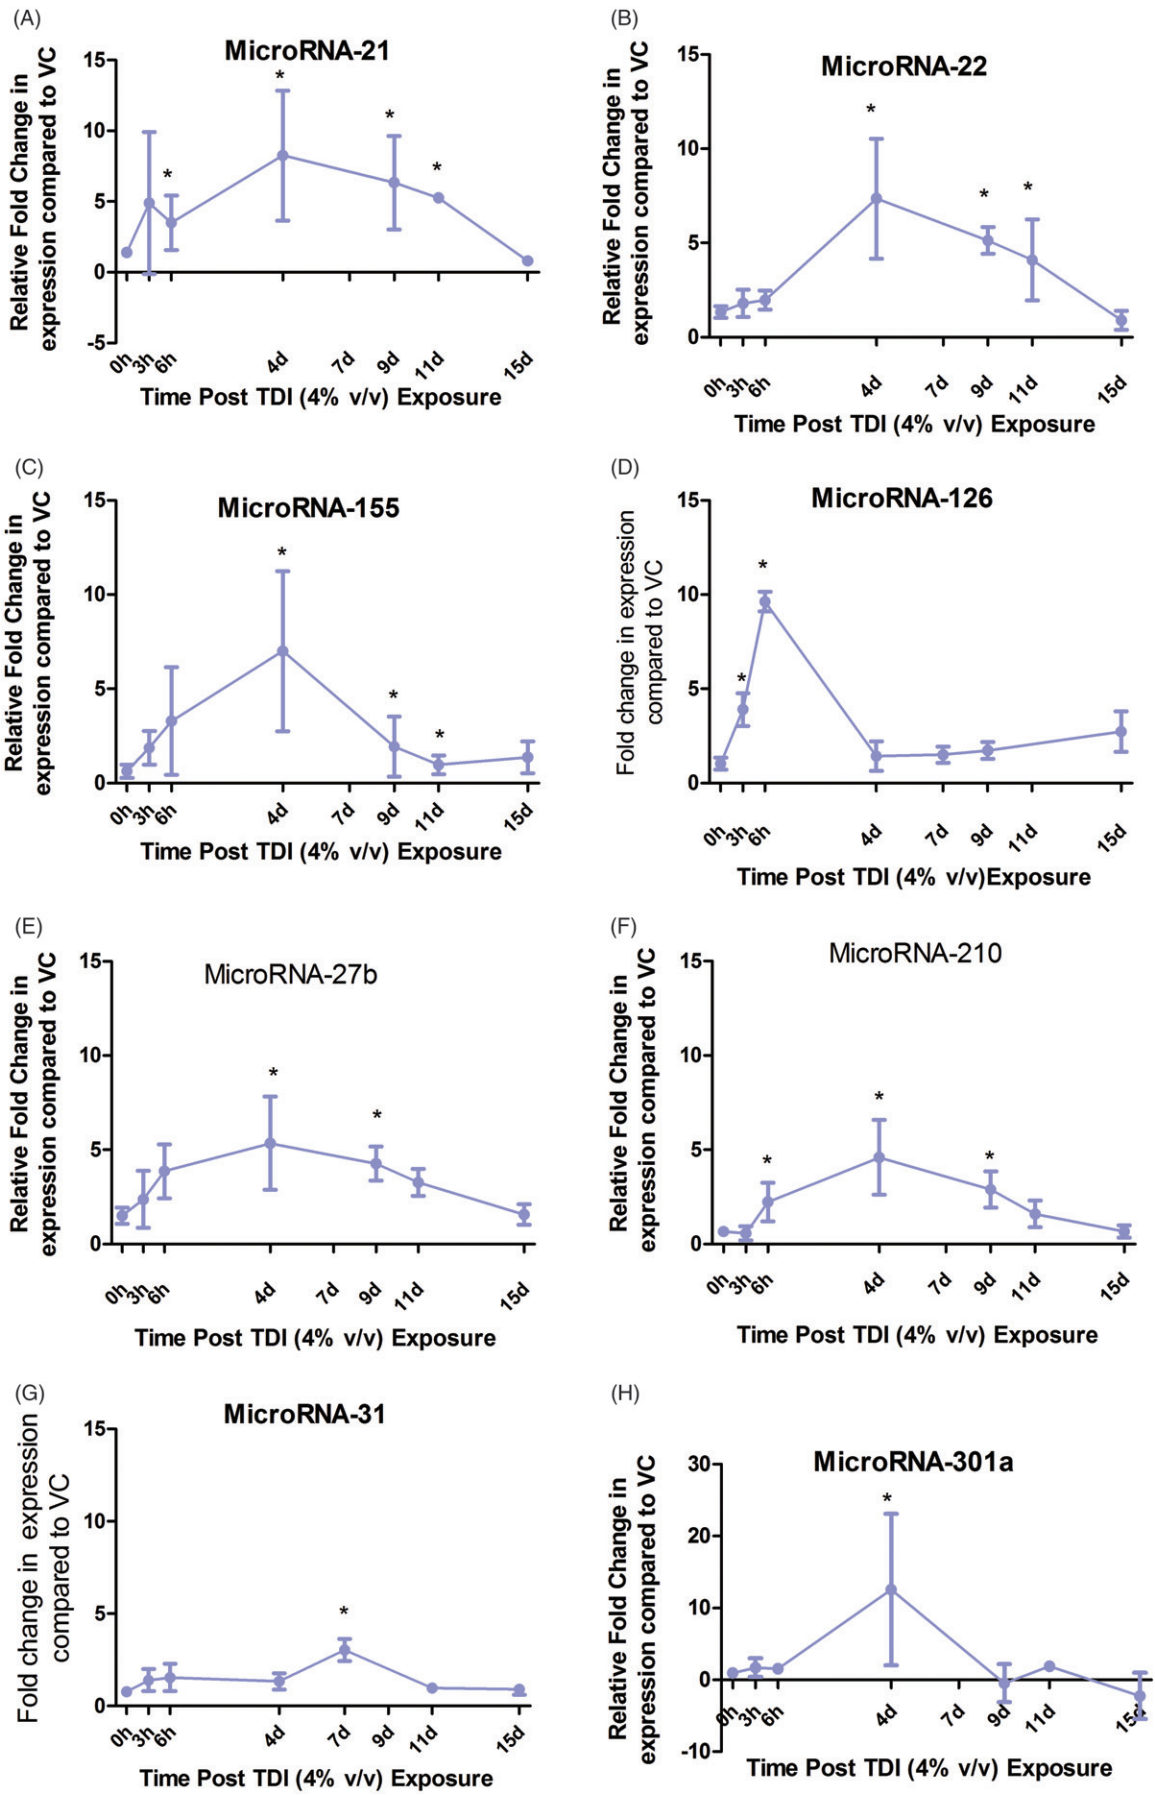 (A)
MicroRNA-21
Relative Fold Change in
expression compared to VC
15
10
5
0
-5
0h 3h 6h 4d 7d 9d 11d 15d
Time Post TDI (4% v/v) Exposure
(B)
MicroRNA-22
Relative Fold Change in
expression compared to VC
15
10
5
0
0h 3h 6h 4d 7d 9d 11d 15d
Time Post TDI (4% v/v) Exposure
(C)
MicroRNA-155
Relative Fold Change in
expression compared to VC
15
10
5
0
0h 3h 6h 4d 7d 9d 11d 15d
Time Post TDI (4% v/v) Exposure
(D)
MicroRNA-126
Fold change in expression
compared to VC
15
10
5
0
0h 3h 6h 4d 7d 9d 11d 15d
Time Post TDI (4% v/v)Exposure
(E)
MicroRNA-27b
Relative Fold Change in
expression compared to VC
15
10
5
0
0h 3h 6h 4d 7d 9d 11d 15d
Time Post TDI (4% v/v) Exposure
(F)
MicroRNA-210
Relative Fold Change in
expression compared to VC
15
10
5
0
0h 3h 6h 4d 7d 9d 11d 15d
Time Post TDI (4% v/v) Exposure
(G)
MicroRNA-31
Fold change in expression
compared to VC
15
10
5
0
0h 3h 6h 4d 7d 9d 11d 15d
Time Post TDI (4% v/v) Exposure
(H)
MicroRNA-301a
Relative Fold Change in
expression compared to VC
30
20
10
0
-10
0h 3h 6h 4d 7d 9d 11d 15d
Time Post TDI (4% v/v) Exposure